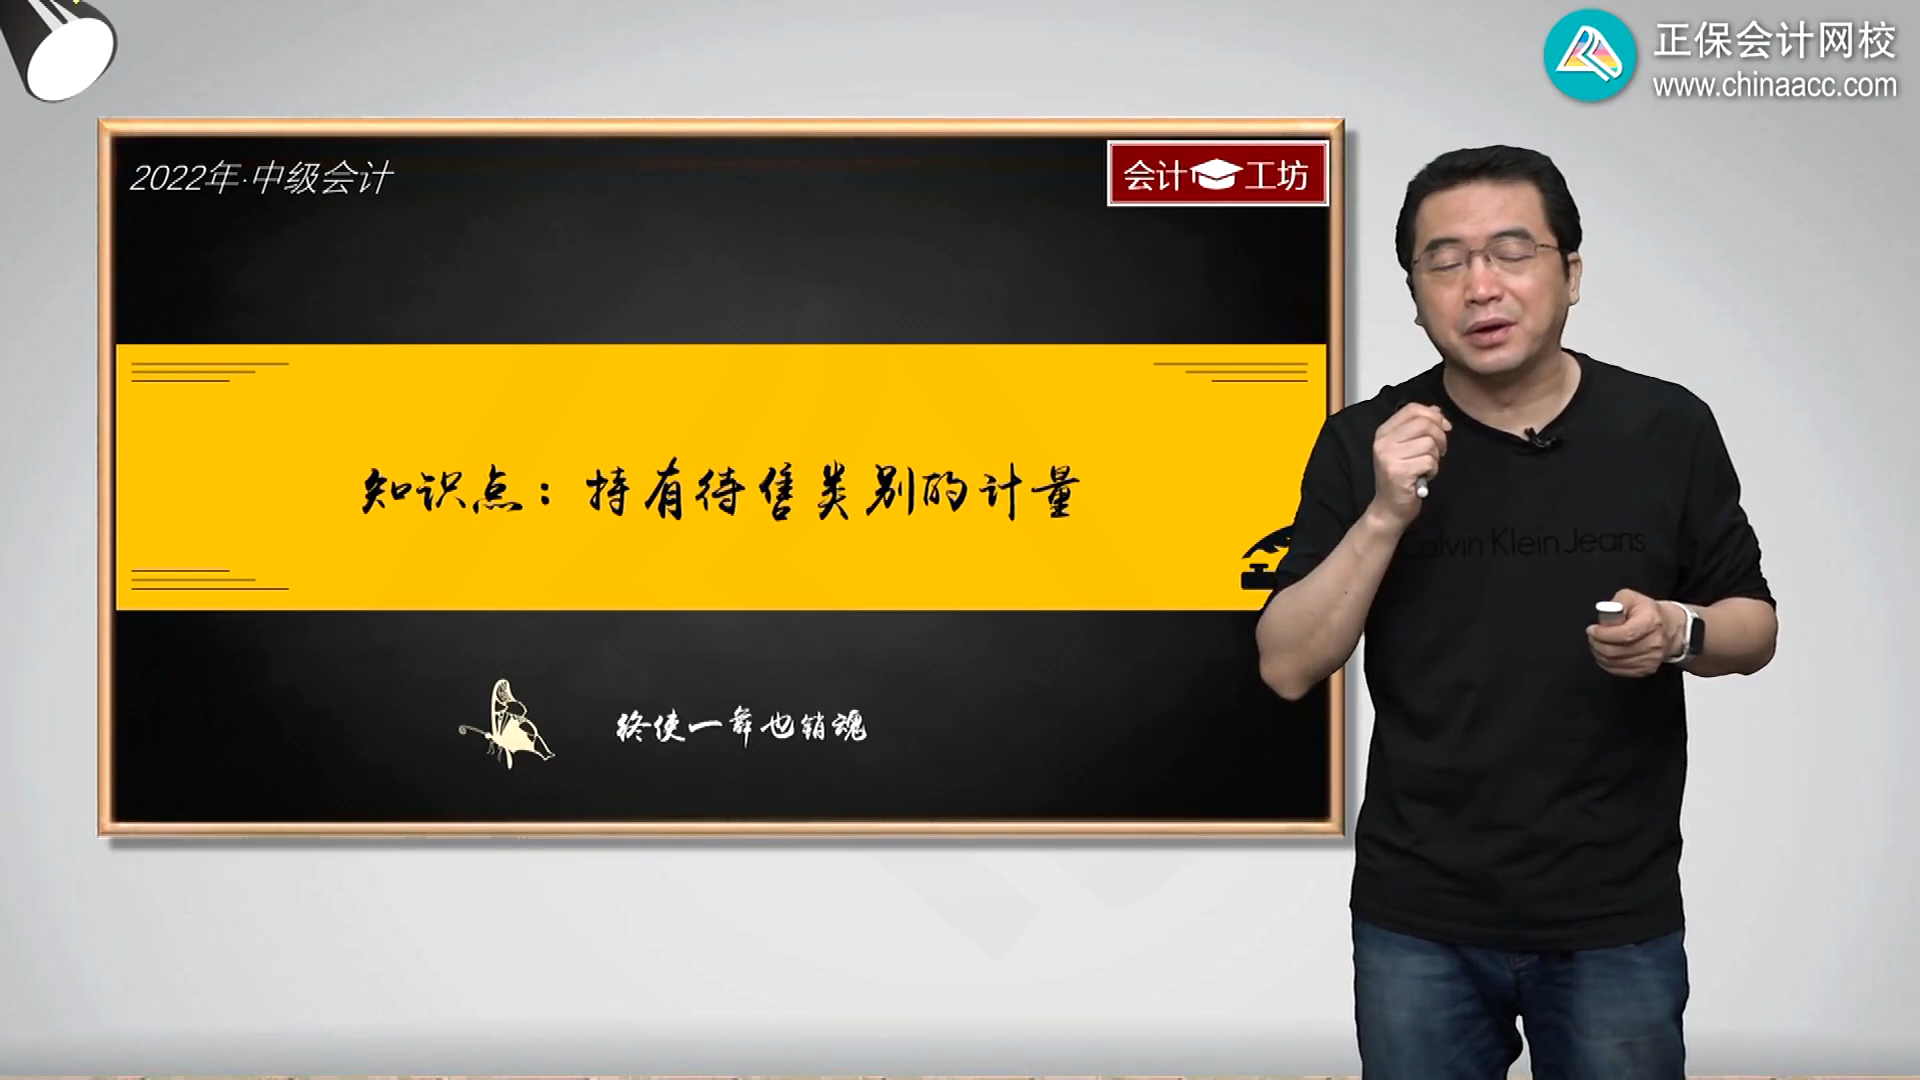 正保会计网校
www.chinaacc.com
2022年·中级会计
会计工坊
知识点：持有待售类别的计量
终使一舞也销魂
Calvin Klein Jeans